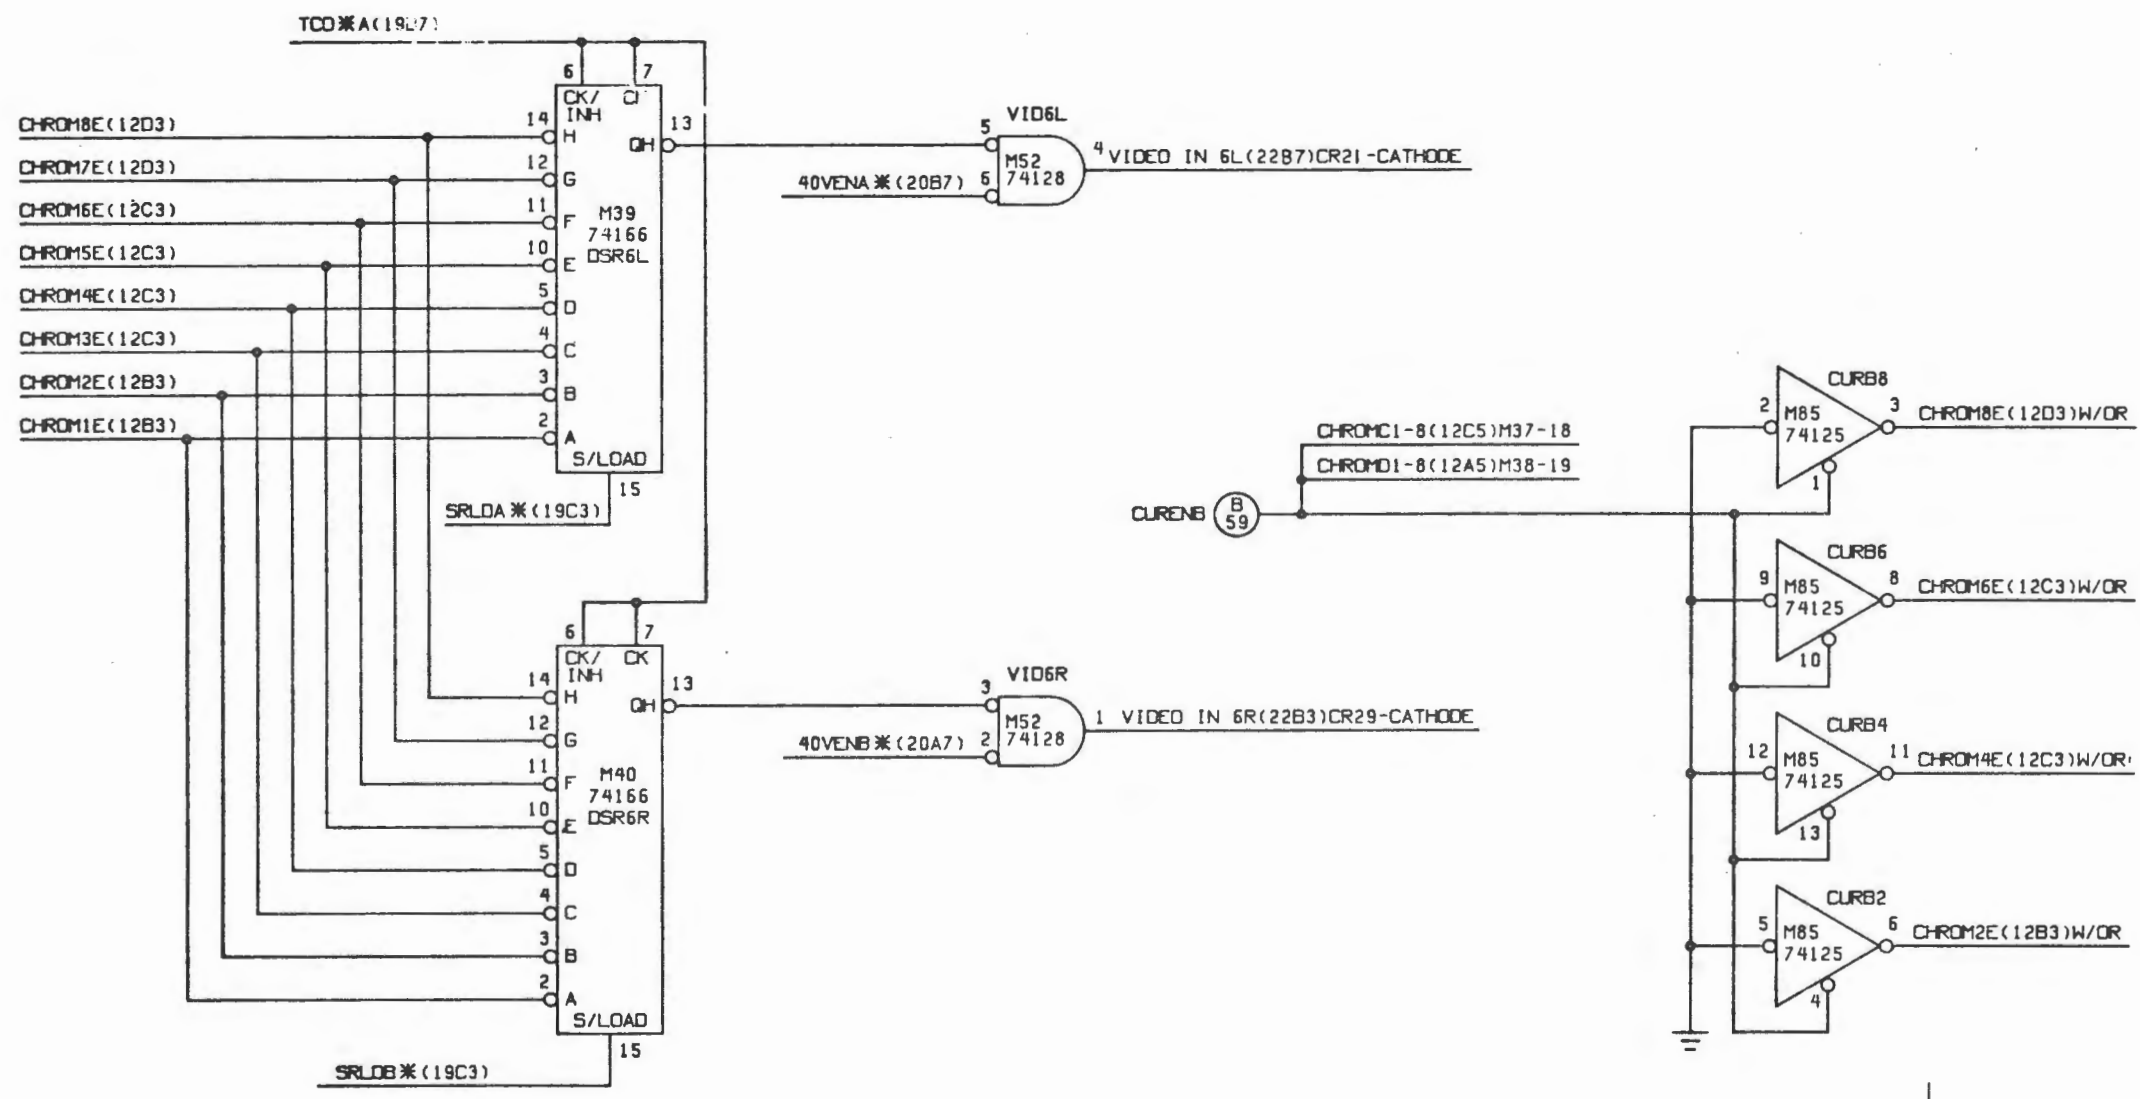 TCO✱A(19B7)
6 7
CK/ CK
INH
CHROM8E(12D3)
14 H
QH 13
CHROM7E(12D3)
12 G
CHROM6E(12C3)
11 F
M39
74166
DSR6L
CHROM5E(12C3)
10 E
CHROM4E(12C3)
5 D
CHROM3E(12C3)
4 C
CHROM2E(12B3)
3 B
CHROM1E(12B3)
2 A
S/LOAD
15
SRLDA✱(19C3)
VID6L
5
M52
74128
4 VIDEO IN 6L(22B7)CR21-CATHODE
40VENA✱(20B7) 6
6 7
CK/ CK
INH
14 H
QH 13
12 G
11 F
M40
74166
DSR6R
10 E
5 D
4 C
3 B
2 A
S/LOAD
15
SRLDB✱(19C3)
VID6R
3
M52
74128
1 VIDEO IN 6R(22B3)CR29-CATHODE
40VENB✱(20A7) 2
CHROMC1-8(12C5)M37-18
CHROMD1-8(12A5)M38-19
CURENB B
59
CURB8
2 M85
74125
3 CHROM8E(12D3)W/OR
1
CURB6
9 M85
74125
8 CHROM6E(12C3)W/OR
10
CURB4
12 M85
74125
11 CHROM4E(12C3)W/OR
13
CURB2
5 M85
74125
6 CHROM2E(12B3)W/OR
4